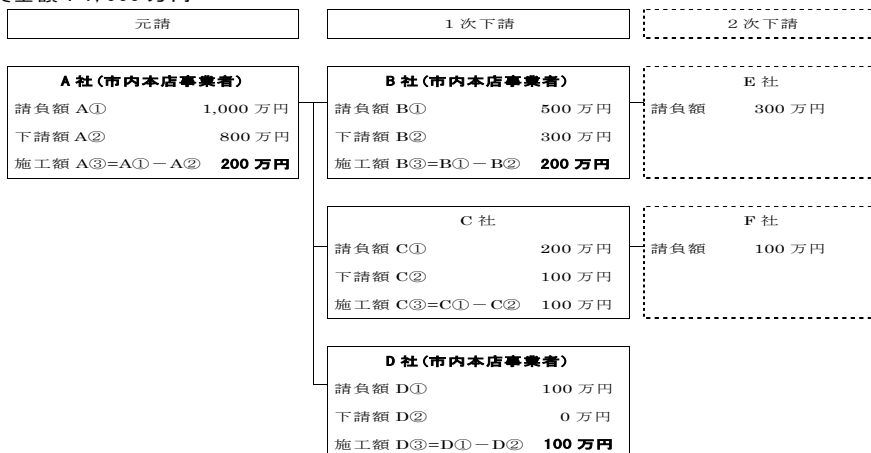 元請
1 次下請
2 次下請
A 社(市内本店事業者)
請負額 A① 1,000 万円
下請額 A② 800 万円
施工額 A③=A①－A② 200 万円
B 社(市内本店事業者)
請負額 B① 500 万円
下請額 B② 300 万円
施工額 B③=B①－B② 200 万円
E 社
請負額 300 万円
C 社
請負額 C① 200 万円
下請額 C② 100 万円
施工額 C③=C①－C② 100 万円
F 社
請負額 100 万円
D 社(市内本店事業者)
請負額 D① 100 万円
下請額 D② 0 万円
施工額 D③=D①－D② 100 万円